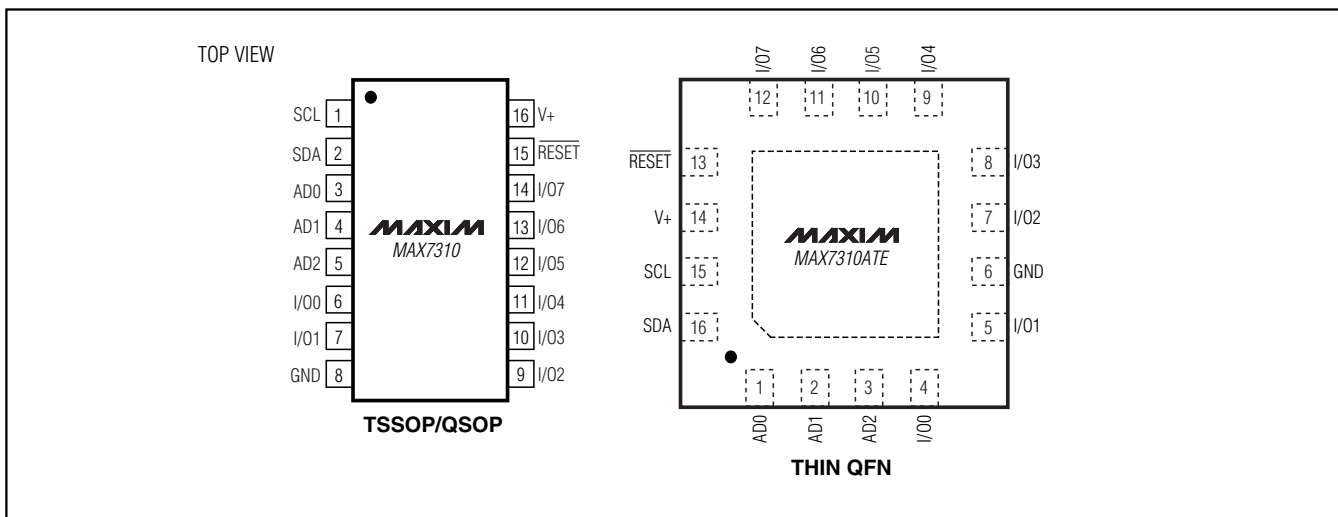 TOP VIEW
SCL 1
SDA 2
AD0 3
AD1 4
AD2 5
I/O0 6
I/O1 7
GND 8
16 V+
15 RESET
14 I/O7
13 I/O6
12 I/O5
11 I/O4
10 I/O3
9 I/O2
MAXIM
MAX7310
TSSOP/QSOP
I/O7 I/O6 I/O5 I/O4
12 11 10 9
RESET 13
V+ 14
SCL 15
SDA 16
8 I/O3
7 I/O2
6 GND
5 I/O1
MAXIM
MAX7310ATE
1 2 3 4
AD0 AD1 AD2 I/O0
THIN QFN